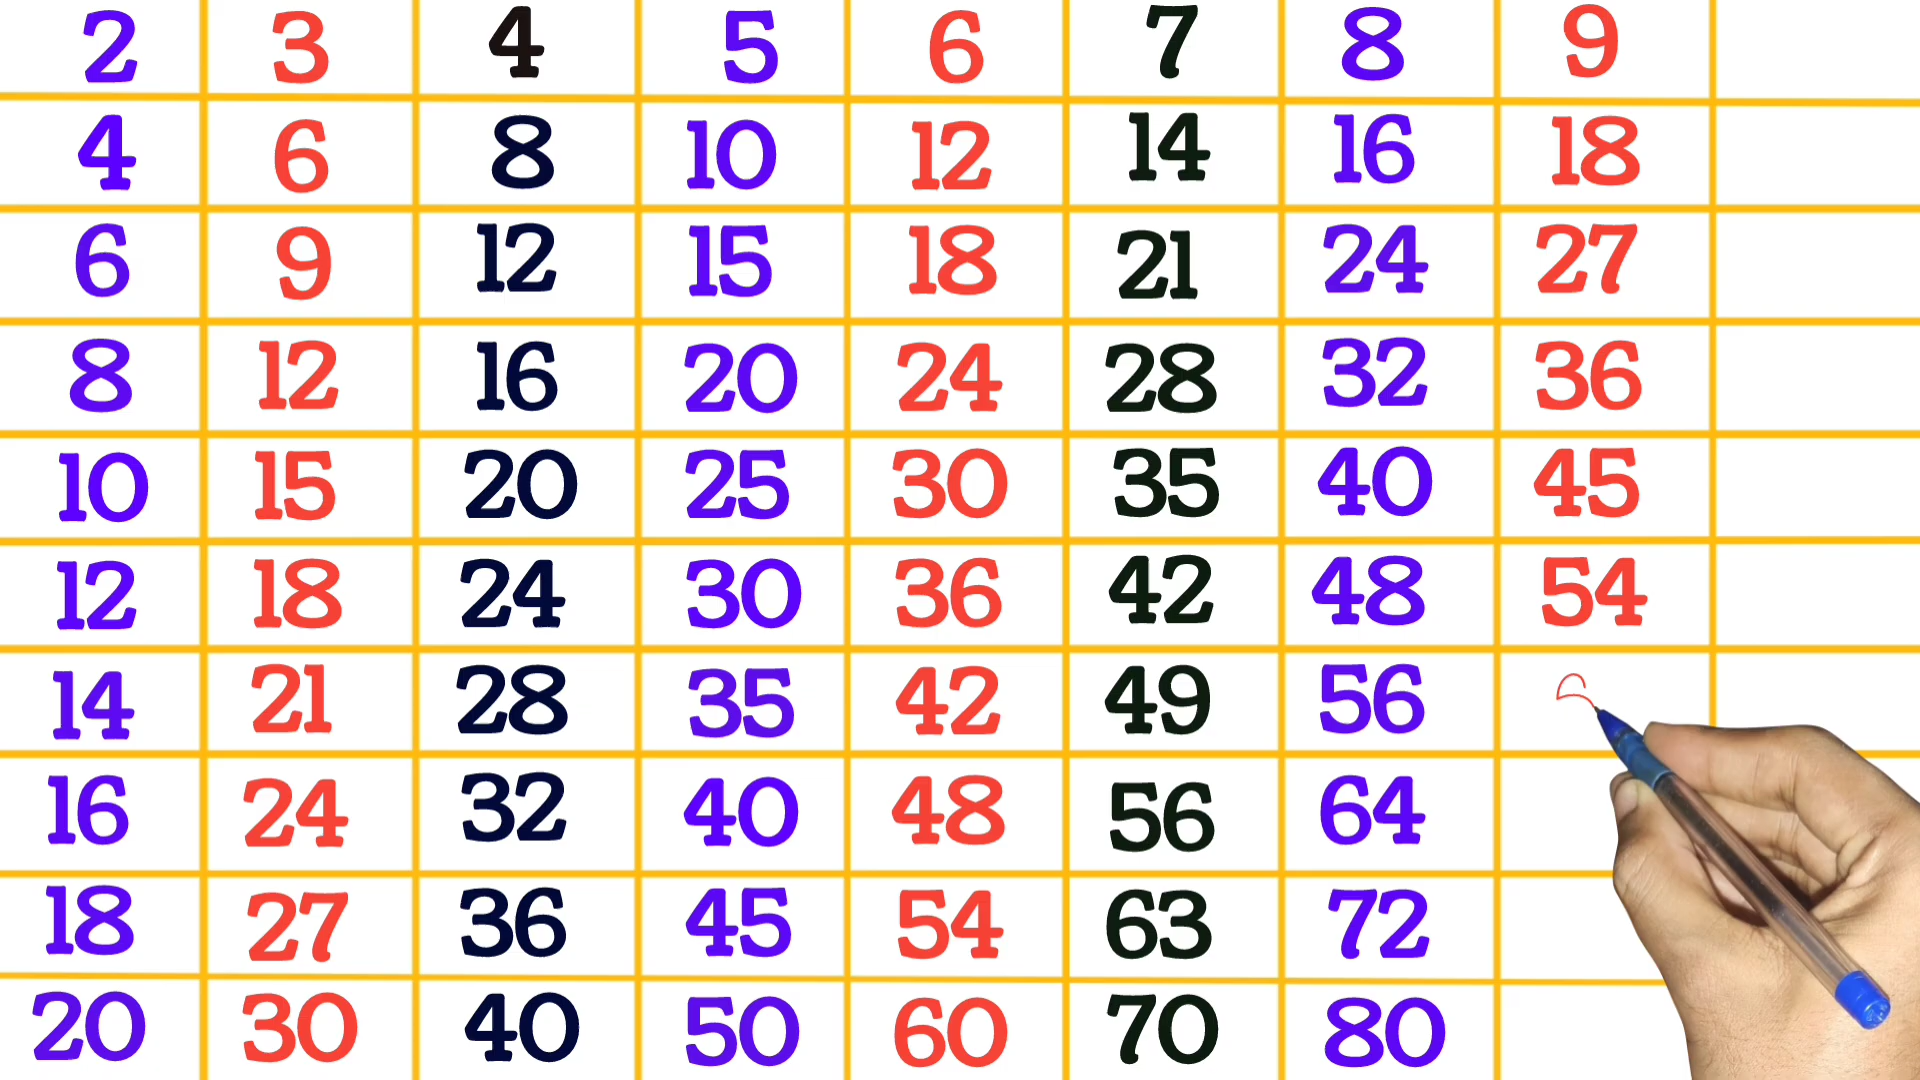 2 3 4 5 6 7 8 9
4 6 8 10 12 14 16 18
6 9 12 15 18 21 24 27
8 12 16 20 24 28 32 36
10 15 20 25 30 35 40 45
12 18 24 30 36 42 48 54
14 21 28 35 42 49 56
16 24 32 40 48 56 64
18 27 36 45 54 63 72
20 30 40 50 60 70 80